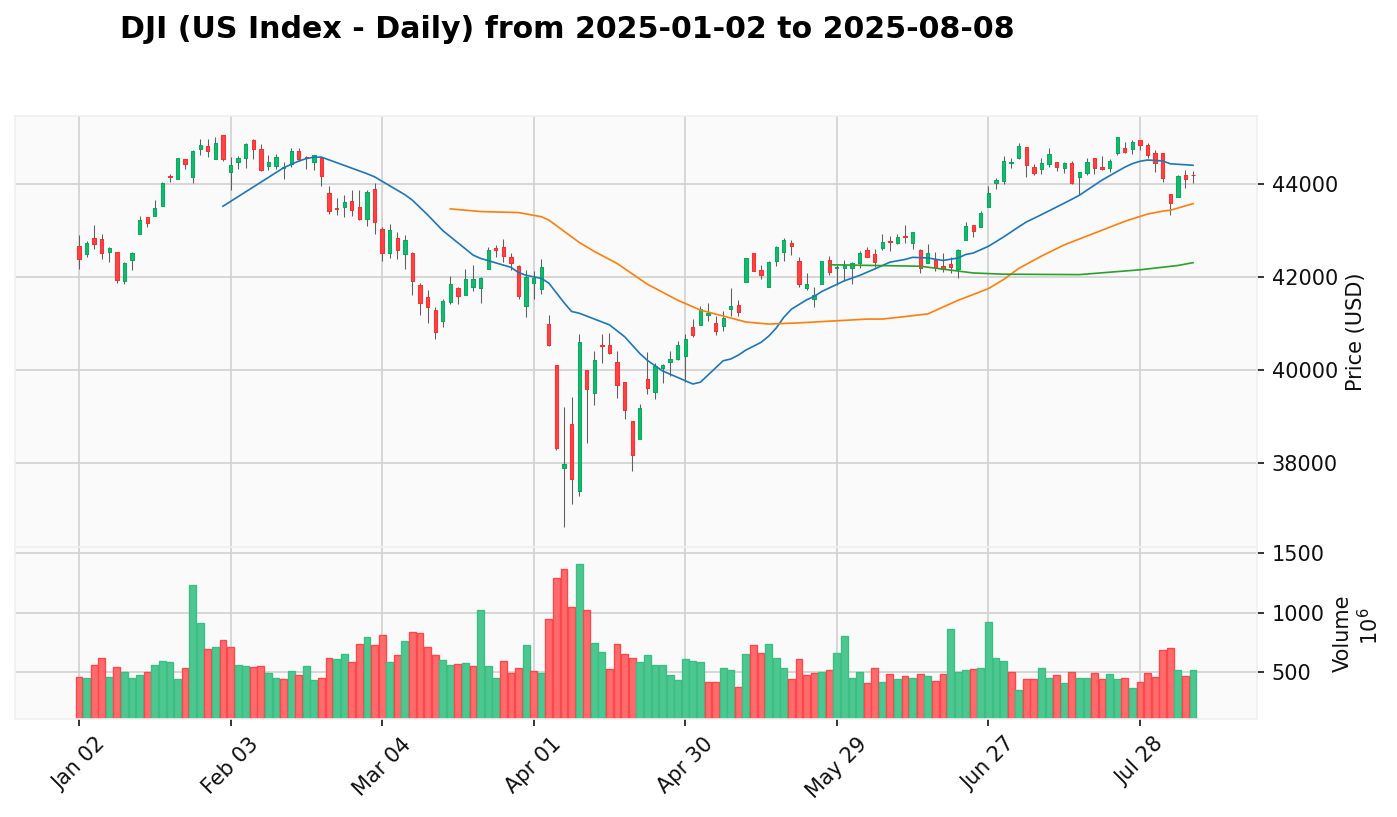 DJI (US Index - Daily) from 2025-01-02 to 2025-08-08
44000
42000
40000
38000
Price (USD)
1500
1000
500
Volume
10⁶
Jan 02
Feb 03
Mar 04
Apr 01
Apr 30
May 29
Jun 27
Jul 28